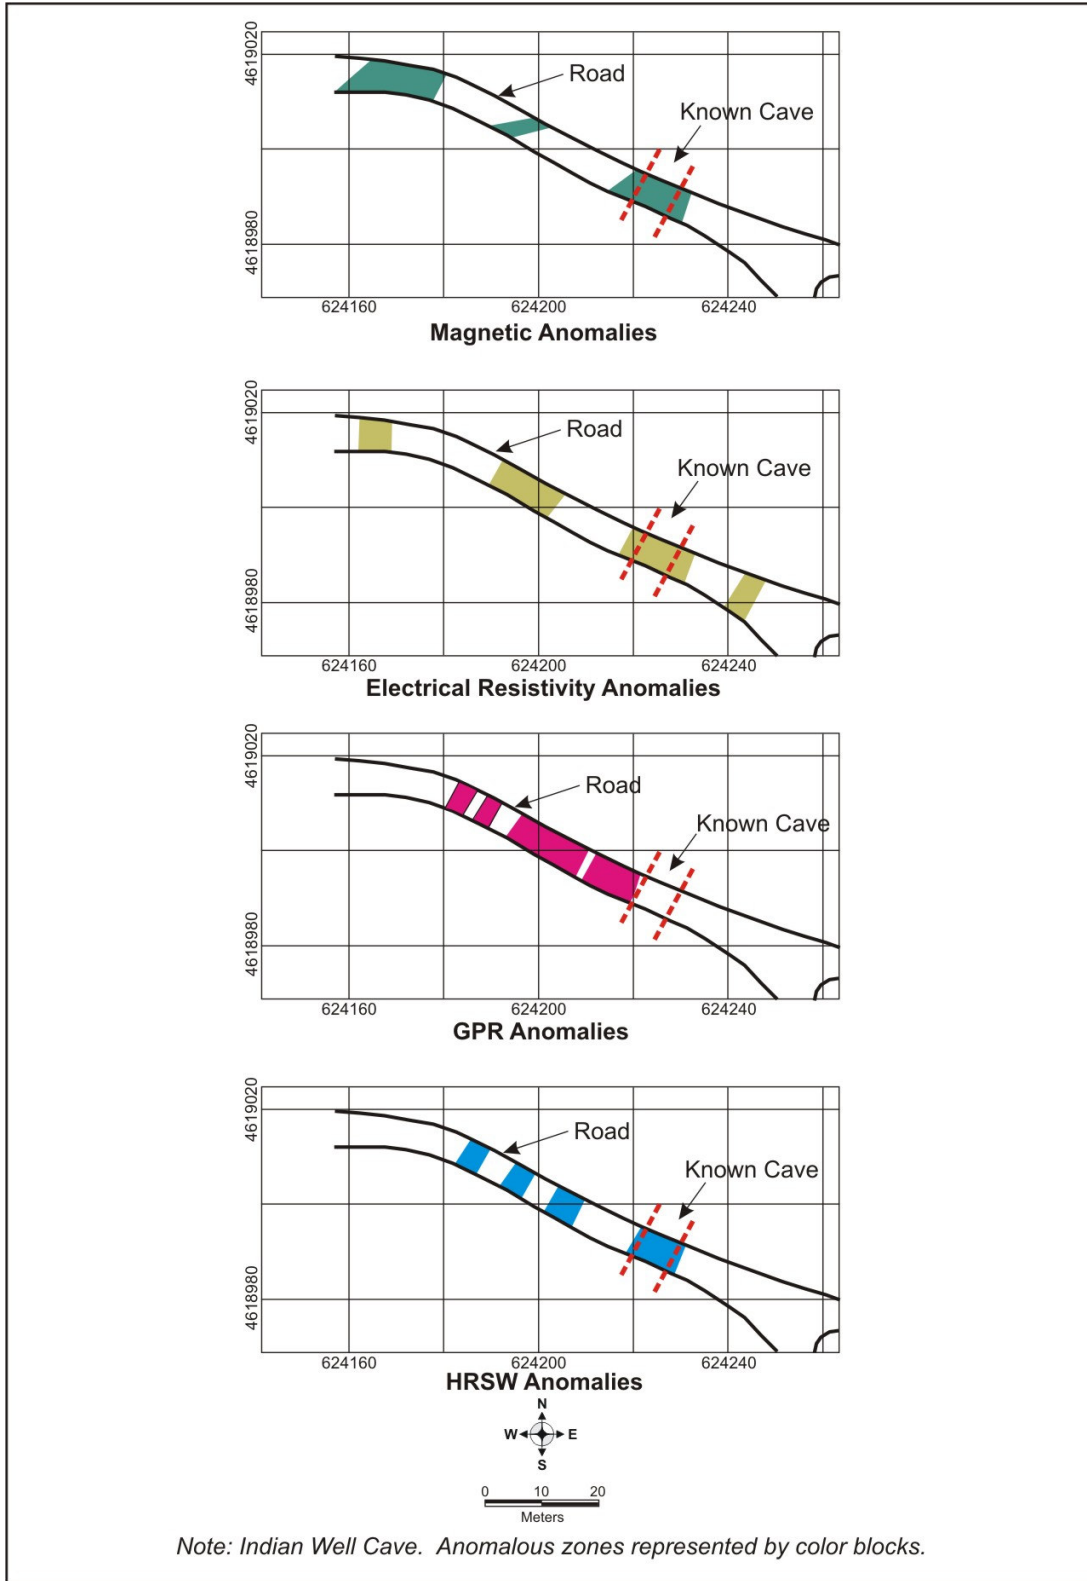 4619020
Road
Known Cave
4618980
624160
624200
624240
Magnetic Anomalies
4619020
Road
Known Cave
4618980
624160
624200
624240
Electrical Resistivity Anomalies
4619020
Road
Known Cave
4618980
624160
624200
624240
GPR Anomalies
4619020
Road
Known Cave
4618980
624160
624200
624240
HRSW Anomalies
N
W
E
S
0
10
20
Meters
Note: Indian Well Cave. Anomalous zones represented by color blocks.